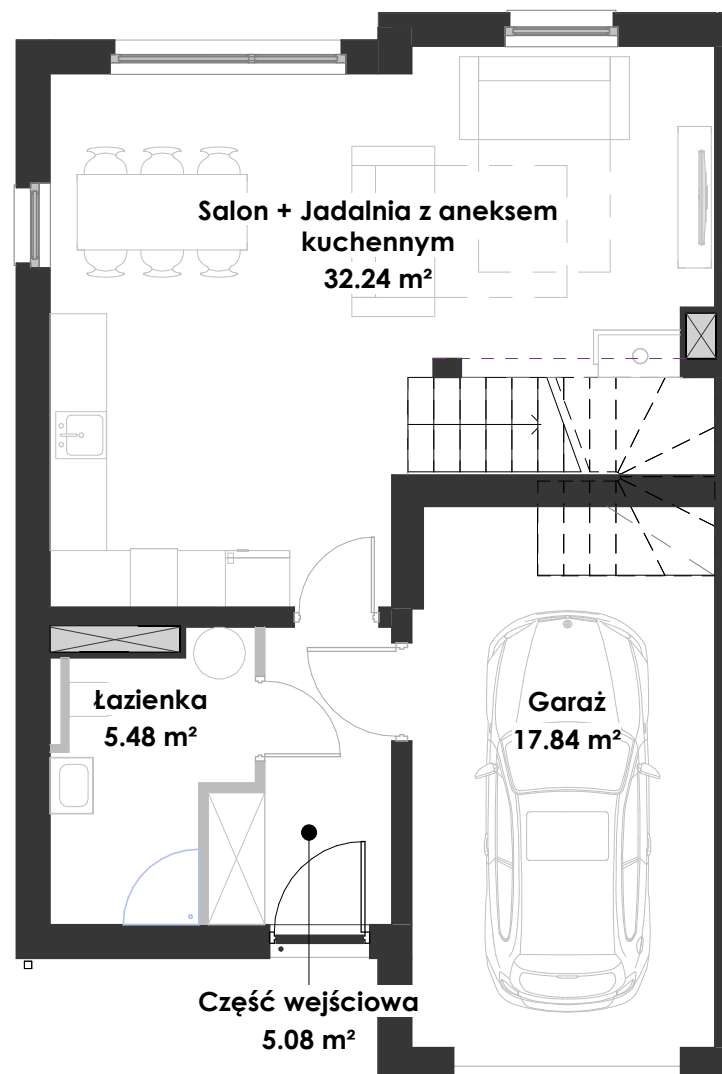 Salon + Jadalnia z aneksem
kuchennym
32.24 m²
Łazienka
5.48 m²
Garaż
17.84 m²
Część wejściowa
5.08 m²